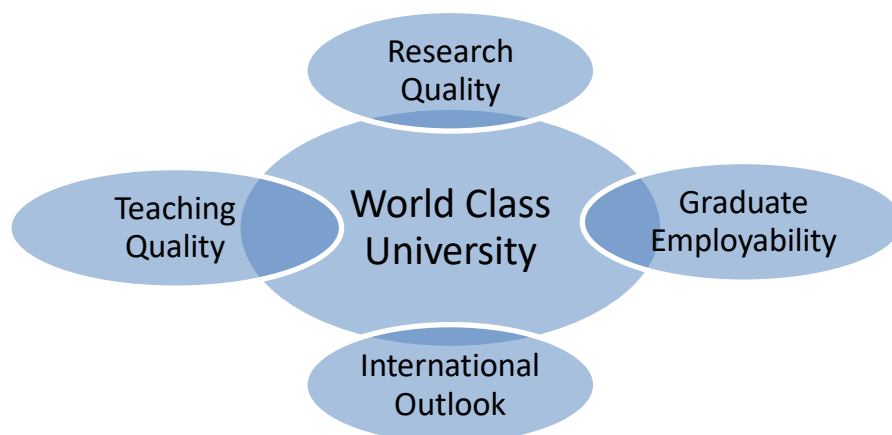 Research
Quality
Teaching
Quality
World Class
University
Graduate
Employability
International
Outlook